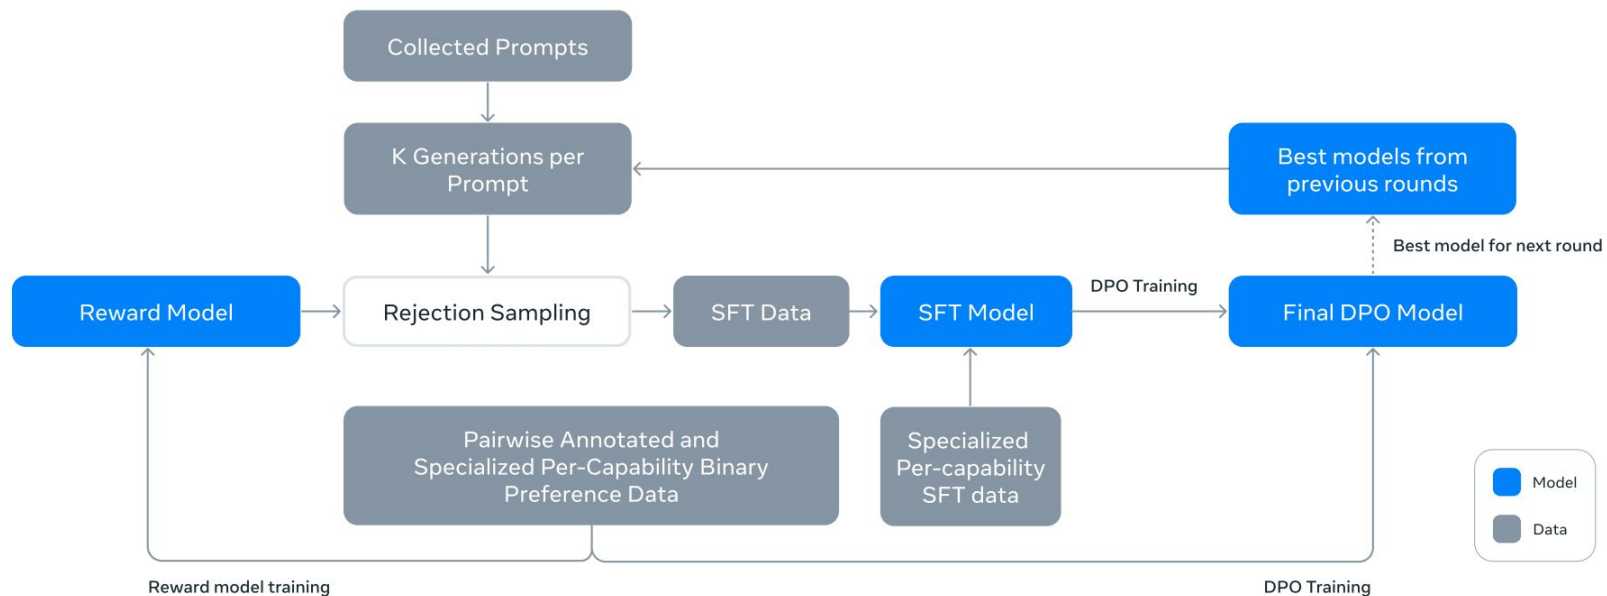 Collected Prompts
K Generations per
Prompt
Best models from
previous rounds
Best model for next round
Reward Model
Rejection Sampling
SFT Data
SFT Model
DPO Training
Final DPO Model
Pairwise Annotated and
Specialized Per-Capability Binary
Preference Data
Specialized
Per-capability
SFT data
Model
Data
Reward model training
DPO Training